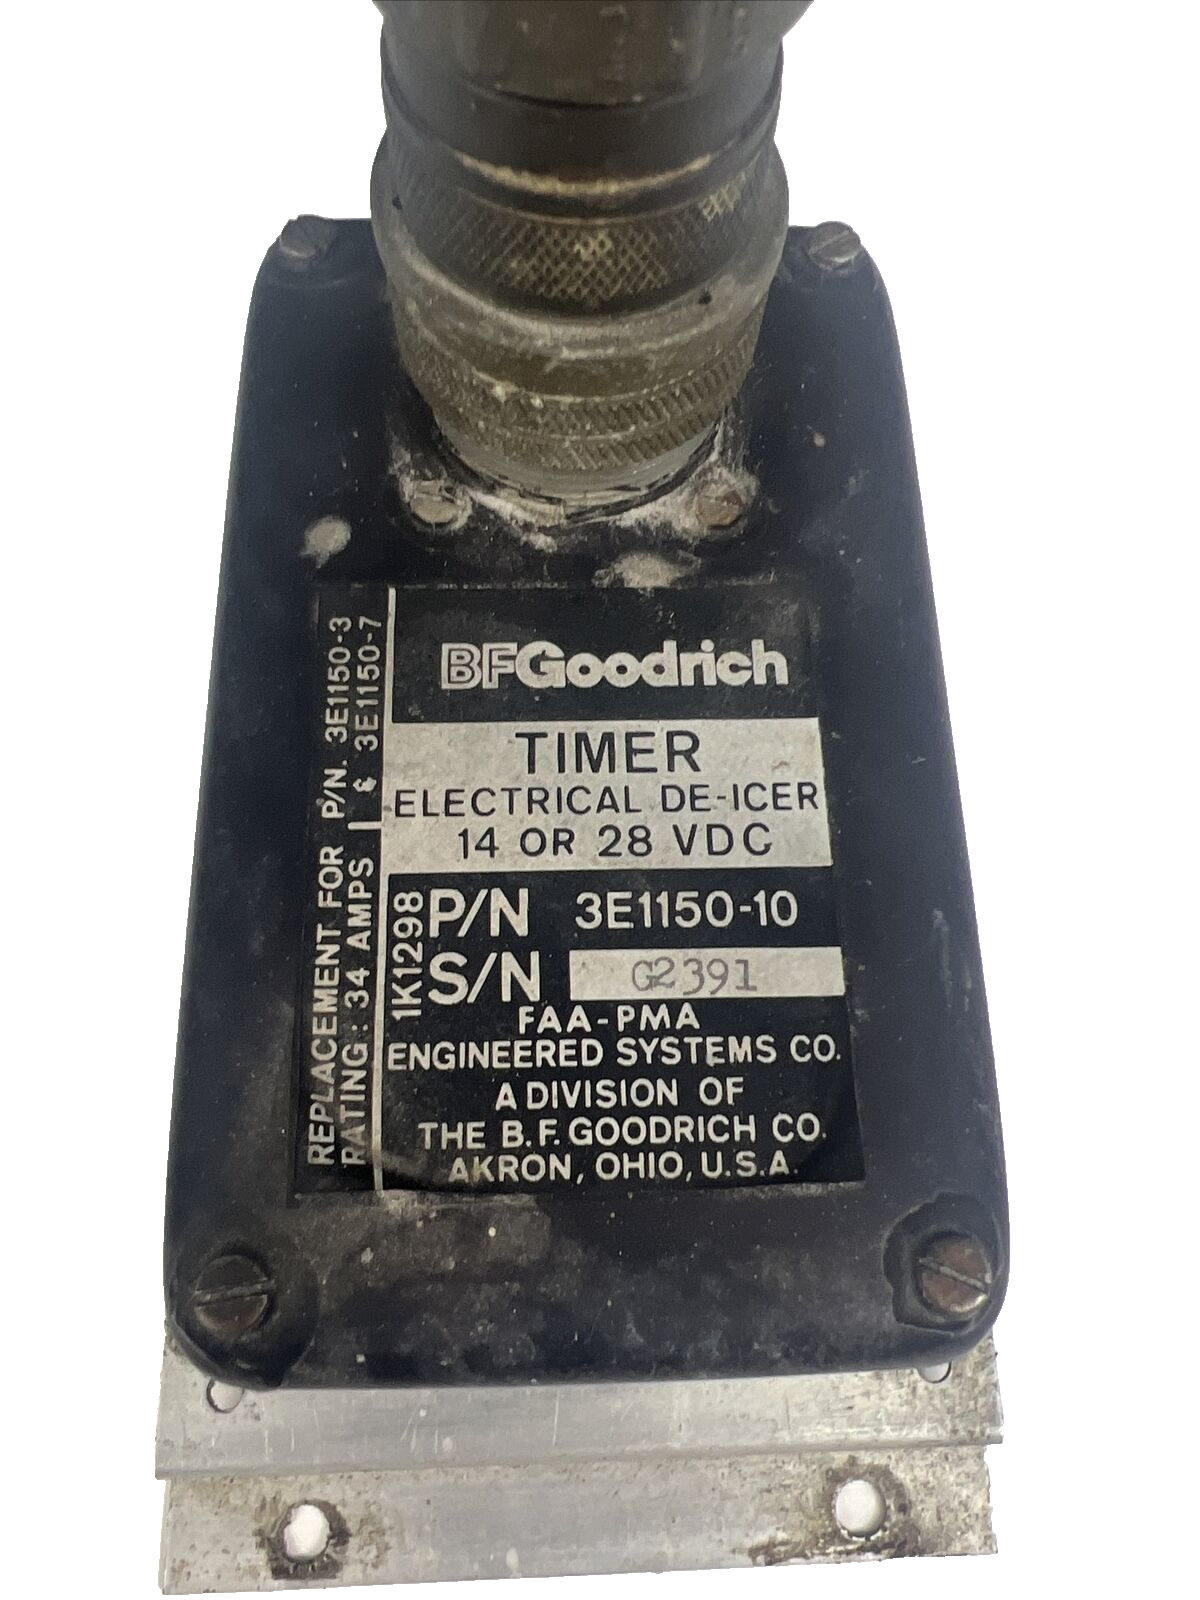 BFGoodrich
TIMER
ELECTRICAL DE-ICER
14 OR 28 VDC
P/N 3E1150-10
S/N G2391
FAA-PMA
ENGINEERED SYSTEMS CO.
A DIVISION OF
THE B.F. GOODRICH CO.
AKRON, OHIO, U.S.A.
1K1298
REPLACEMENT FOR P/N. 3E1150-3
& 3E1150-7
RATING: 34 AMPS